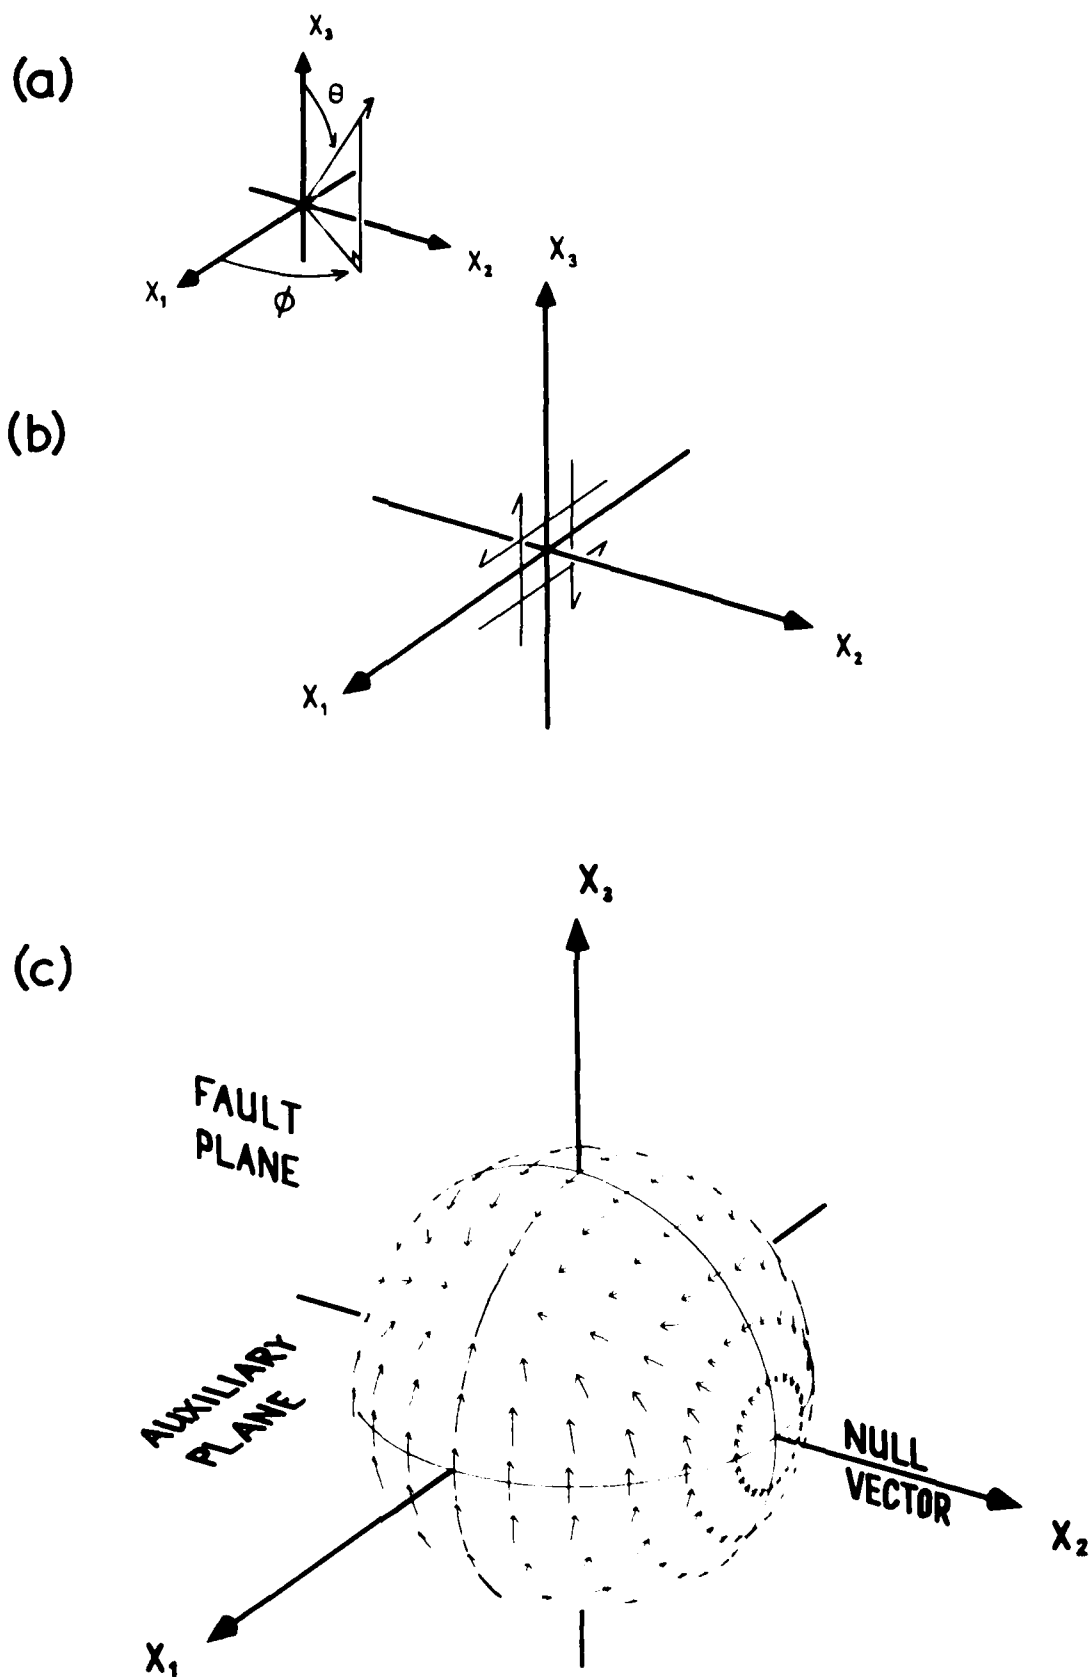 (a)
X₃
θ
X₂
X₁
ϕ
(b)
X₃
X₂
X₁
(c)
X₃
FAULT
PLANE
AUXILIARY
PLANE
NULL
VECTOR
X₂
X₁